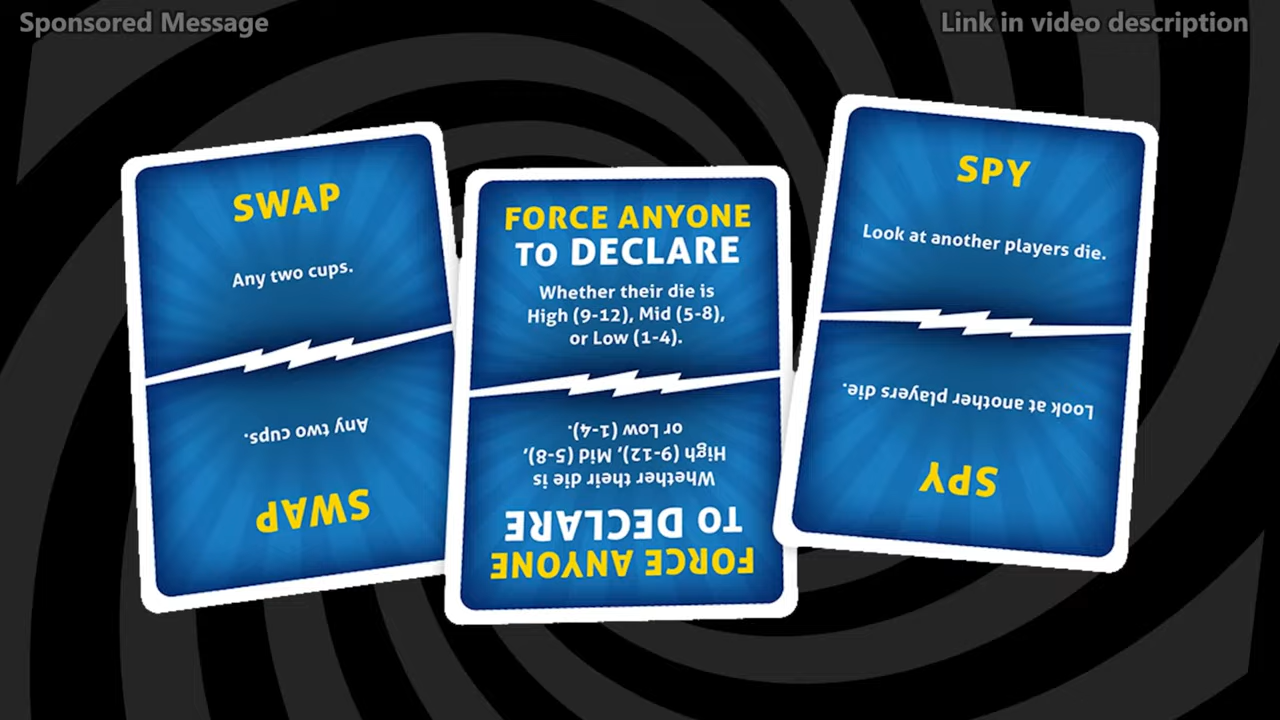 Sponsored Message
Link in video description
SWAP
Any two cups.
Any two cups.
SWAP
FORCE ANYONE
TO DECLARE
Whether their die is
High (9-12), Mid (5-8),
or Low (1-4).
FORCE ANYONE
TO DECLARE
Whether their die is
High (9-12), Mid (5-8),
or Low (1-4).
SPY
Look at another players die.
Look at another players die.
SPY